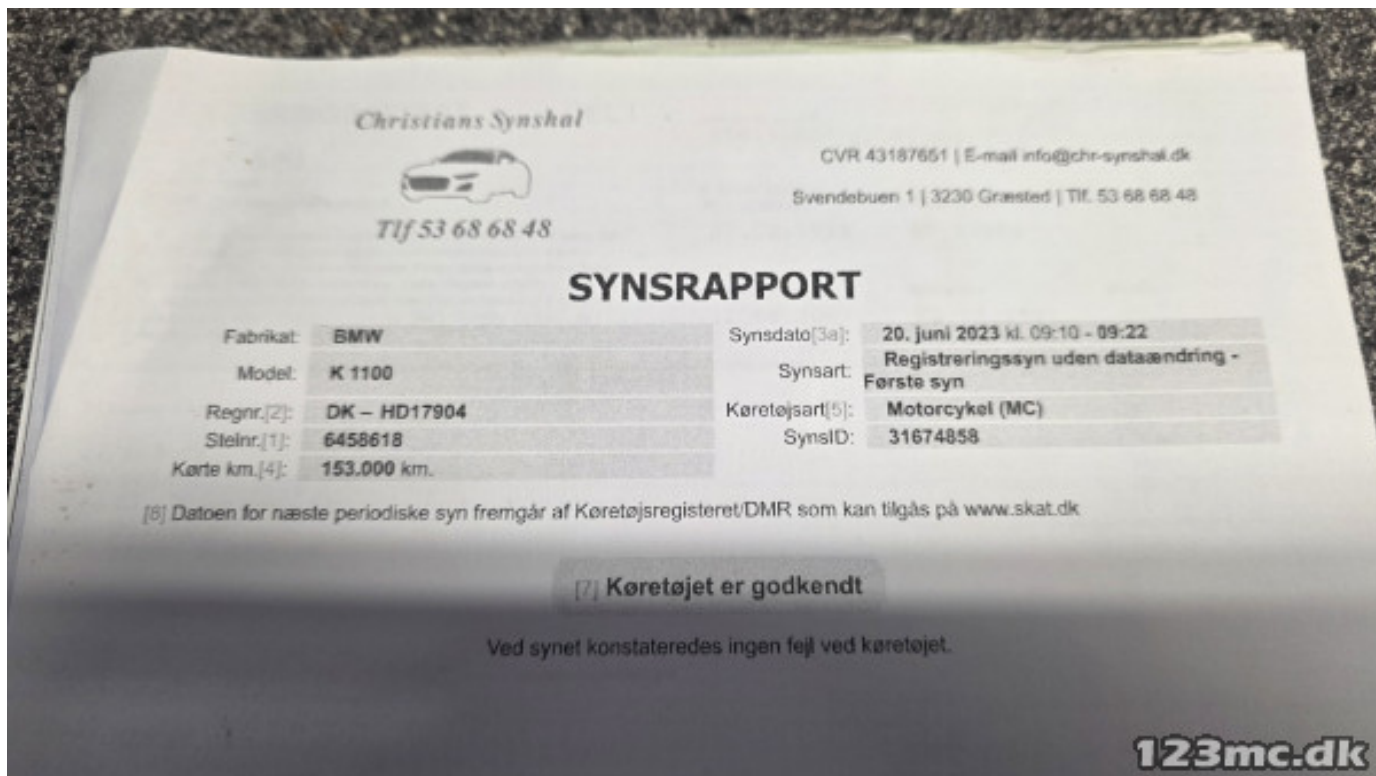 Christians Synshal
Tlf 53 68 68 48
CVR 43187651 | E-mail info@chr-synshal.dk
Svendebuen 1 | 3230 Græsted | Tlf. 53 68 68 48
SYNSRAPPORT
Fabrikat: BMW
Model: K 1100
Regnr.[2]: DK – HD17904
Stelnr.[1]: 6458618
Kørte km.[4]: 153.000 km.
Synsdato[3a]: 20. juni 2023 kl. 09:10 - 09:22
Synsart: Registreringssyn uden dataændring -
Første syn
Køretøjsart[5]: Motorcykel (MC)
SynsID: 31674858
[6] Datoen for næste periodiske syn fremgår af Køretøjsregisteret/DMR som kan tilgås på www.skat.dk
[7] Køretøjet er godkendt
Ved synet konstateredes ingen fejl ved køretøjet.
123mc.dk